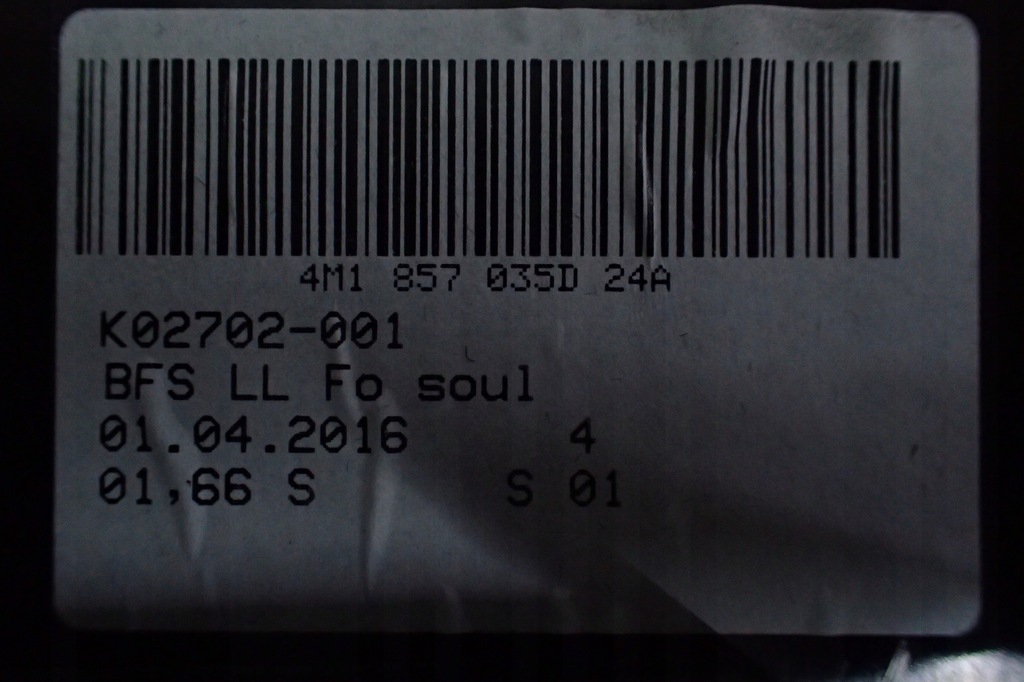 4M1 857 035D 24A
K02702-001
BFS LL Fo soul
01.04.2016 4
01,66 S S 01